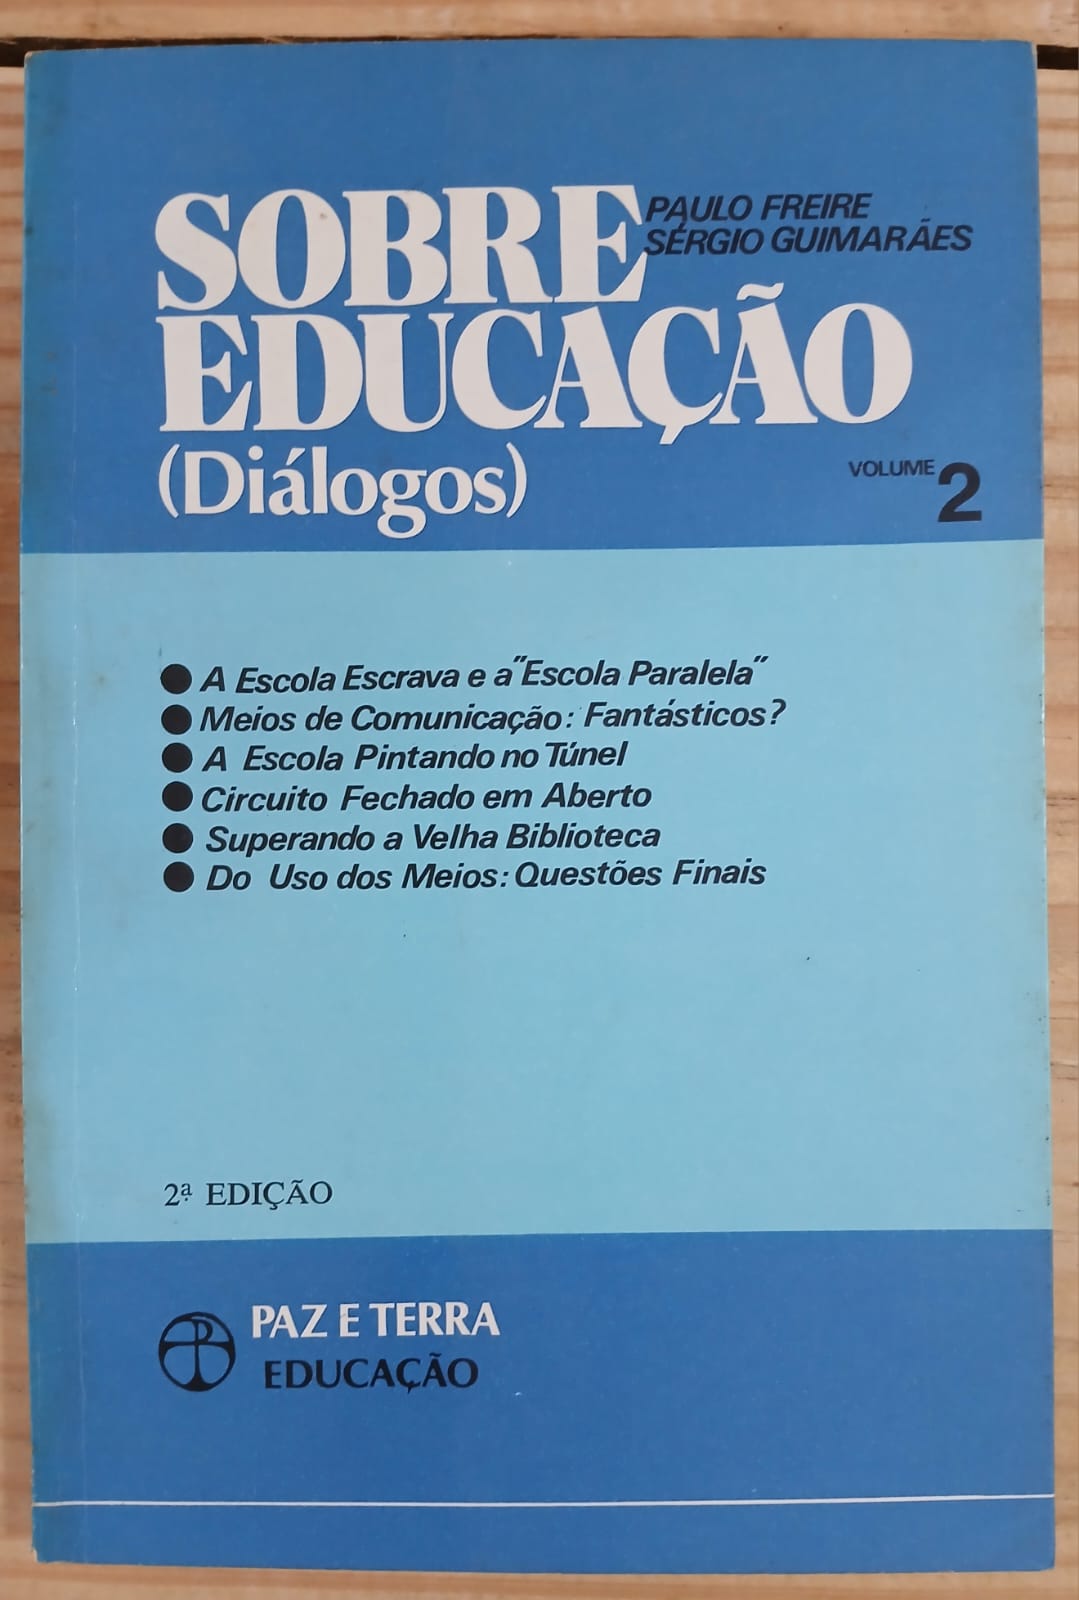 SOBRE
PAULO FREIRE
SÉRGIO GUIMARÃES
EDUCAÇÃO
(Diálogos)
VOLUME 2
● A Escola Escrava e a "Escola Paralela"
● Meios de Comunicação: Fantásticos?
● A Escola Pintando no Túnel
● Circuito Fechado em Aberto
● Superando a Velha Biblioteca
● Do Uso dos Meios: Questões Finais
2ª EDIÇÃO
PAZ E TERRA
EDUCAÇÃO